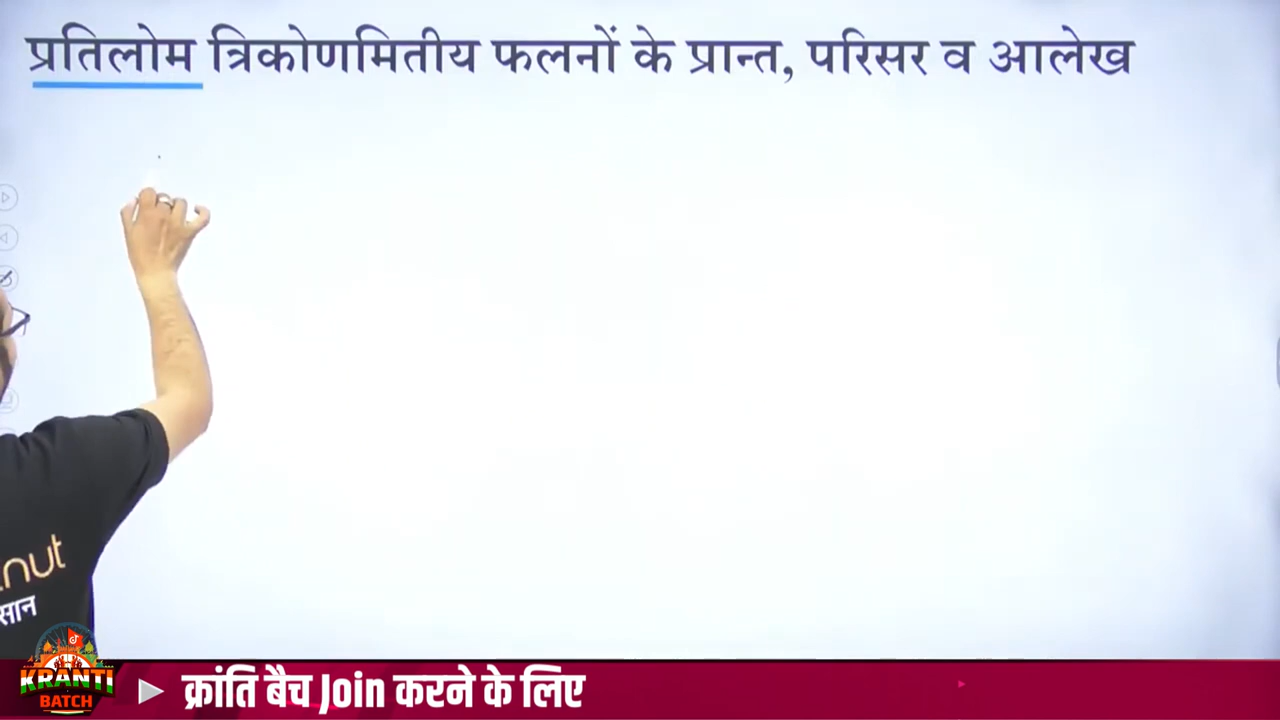 प्रतिलोम त्रिकोणमितीय फलनों के प्रान्त, परिसर व आलेख
nut
सान
KRANTI
BATCH
क्रांति बैच Join करने के लिए